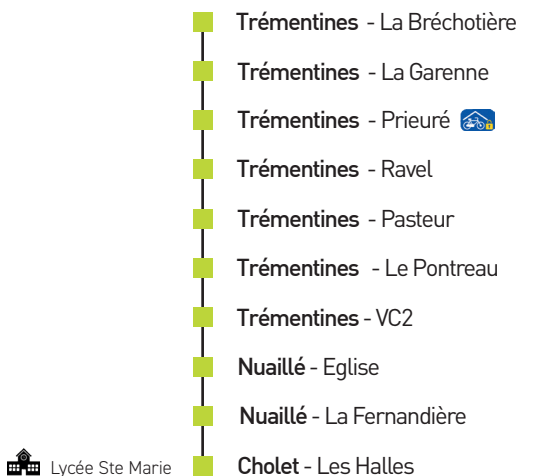 Trémentines - La Bréchotière
Trémentines - La Garenne
Trémentines - Prieuré
Trémentines - Ravel
Trémentines - Pasteur
Trémentines - Le Pontreau
Trémentines - VC2
Nuaillé - Eglise
Nuaillé - La Fernandière
Lycée Ste Marie Cholet - Les Halles